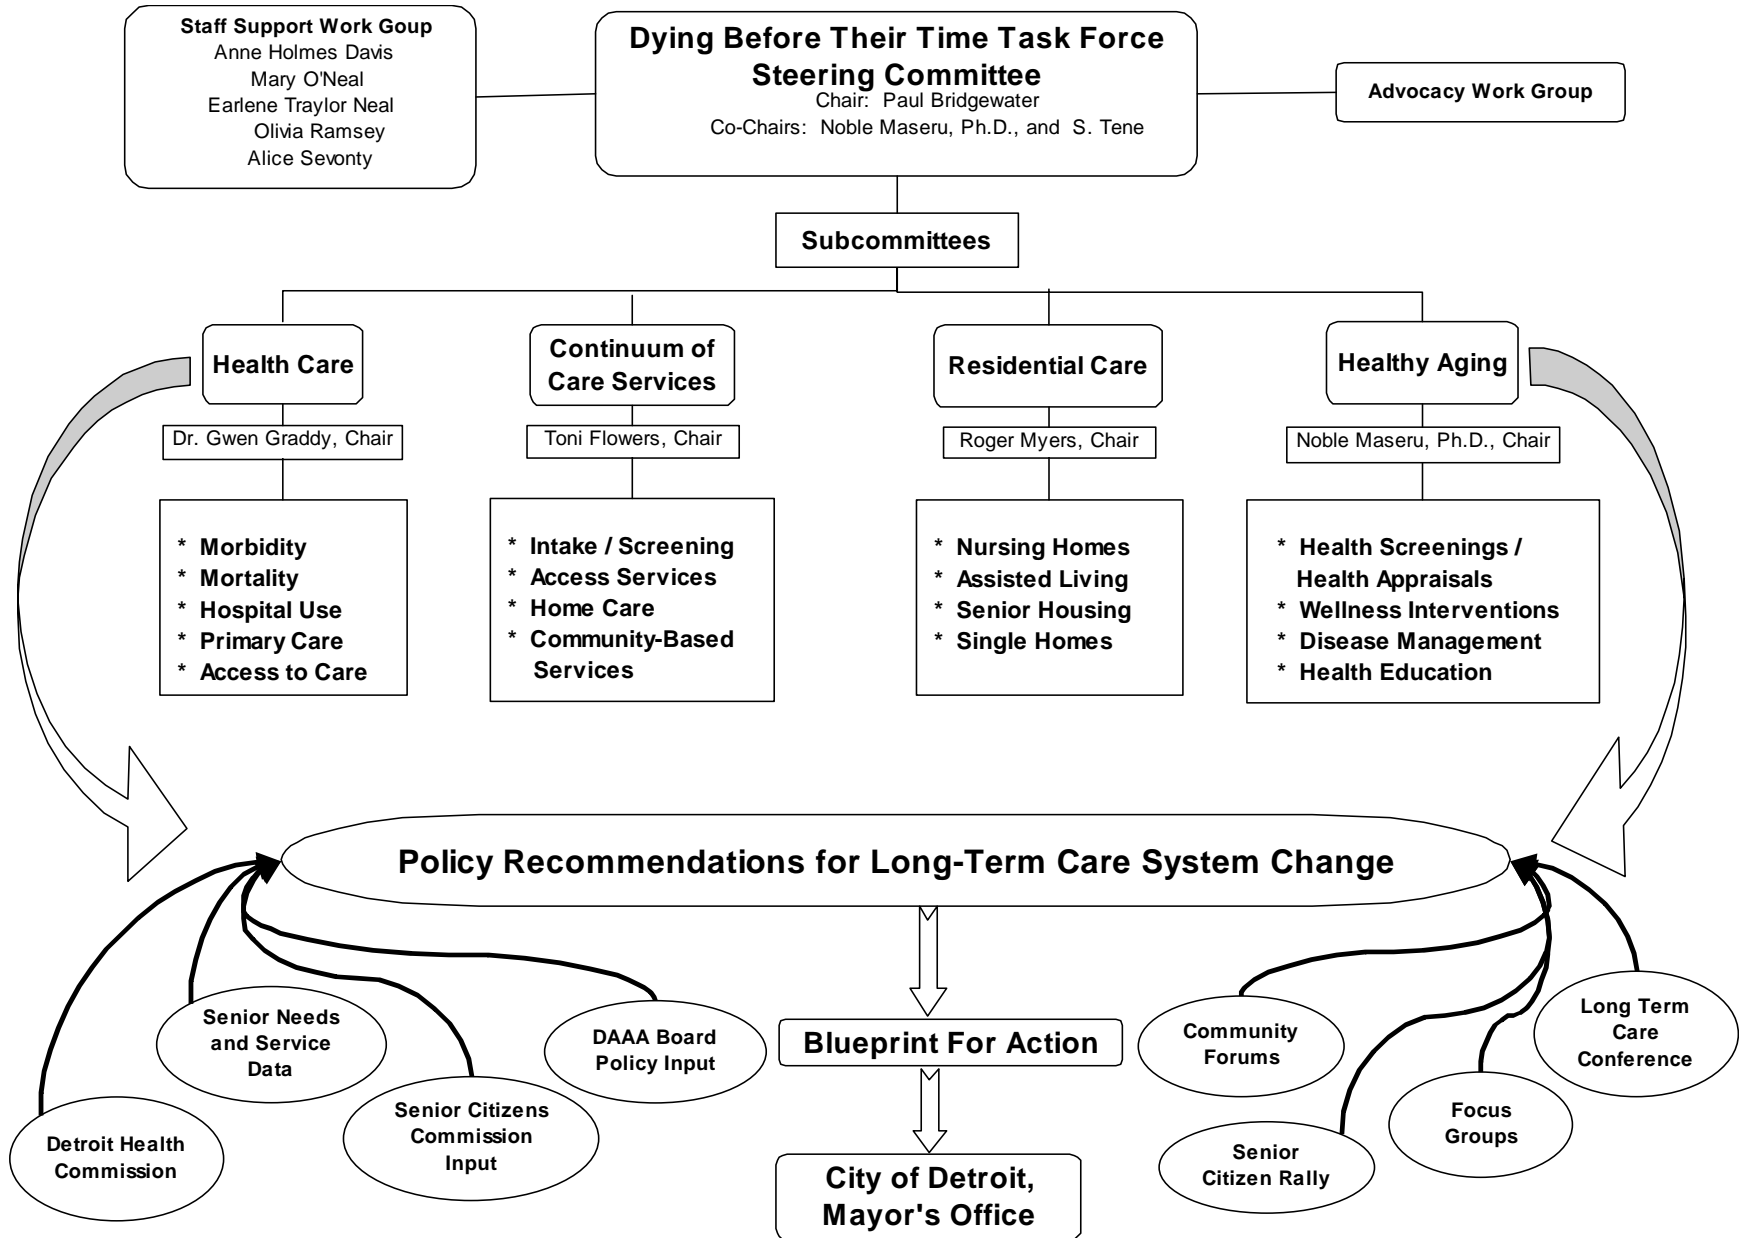 Staff Support Work Goup
Anne Holmes Davis
Mary O'Neal
Earlene Traylor Neal
Olivia Ramsey
Alice Sevonty
Dying Before Their Time Task Force
Steering Committee
Chair: Paul Bridgewater
Co-Chairs: Noble Maseru, Ph.D., and S. Tene
Advocacy Work Group
Subcommittees
Health Care
Dr. Gwen Graddy, Chair
* Morbidity
* Mortality
* Hospital Use
* Primary Care
* Access to Care
Continuum of
Care Services
Toni Flowers, Chair
* Intake / Screening
* Access Services
* Home Care
* Community-Based
Services
Residential Care
Roger Myers, Chair
* Nursing Homes
* Assisted Living
* Senior Housing
* Single Homes
Healthy Aging
Noble Maseru, Ph.D., Chair
* Health Screenings /
Health Appraisals
* Wellness Interventions
* Disease Management
* Health Education
Policy Recommendations for Long-Term Care System Change
Detroit Health
Commission
Senior Needs
and Service
Data
Senior Citizens
Commission
Input
DAAA Board
Policy Input
Blueprint For Action
City of Detroit,
Mayor's Office
Community
Forums
Senior
Citizen Rally
Focus
Groups
Long Term
Care
Conference